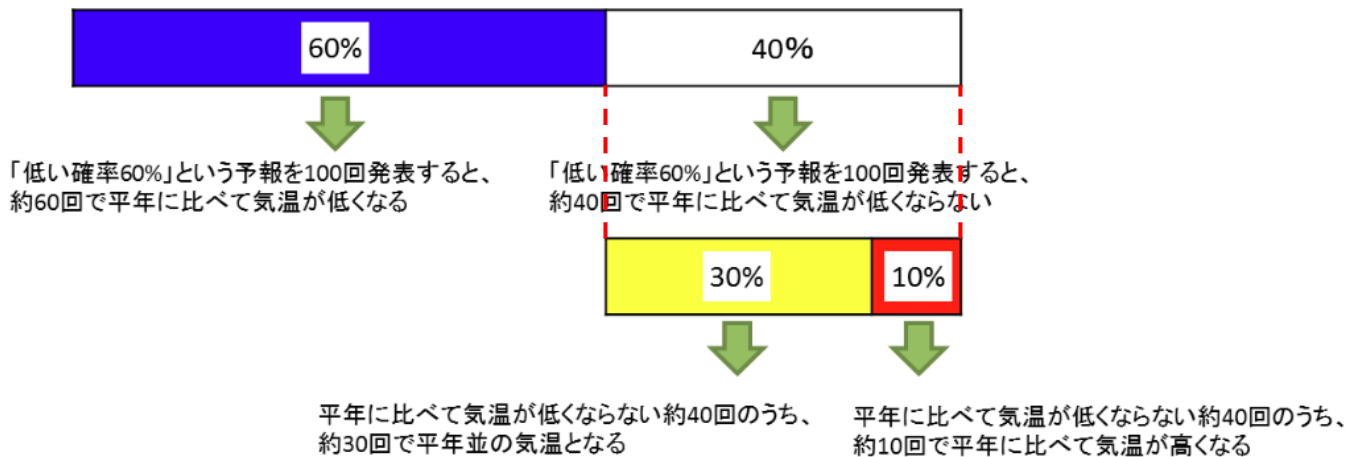 60%
40%
「低い確率60%」という予報を100回発表すると、
約60回で平年に比べて気温が低くなる
「低い確率60%」という予報を100回発表すると、
約40回で平年に比べて気温が低くならない
30%
10%
平年に比べて気温が低くならない約40回のうち、
約30回で平年並の気温となる
平年に比べて気温が低くならない約40回のうち、
約10回で平年に比べて気温が高くなる